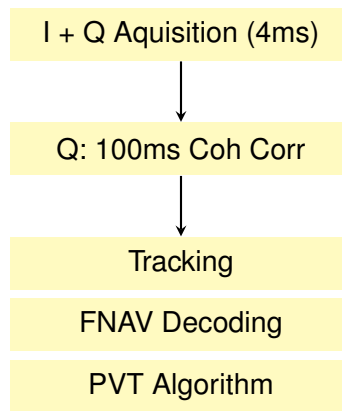 I + Q Aquisition (4ms)
Q: 100ms Coh Corr
Tracking
FNAV Decoding
PVT Algorithm